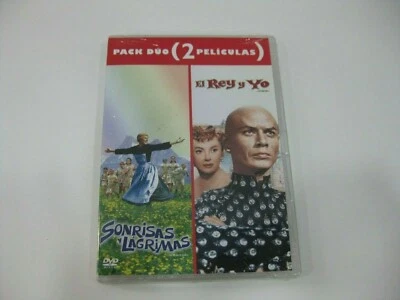 PACK DÚO (2 PELÍCULAS)
El Rey y Yo
SONRISAS Y
LÁGRIMAS
DVD